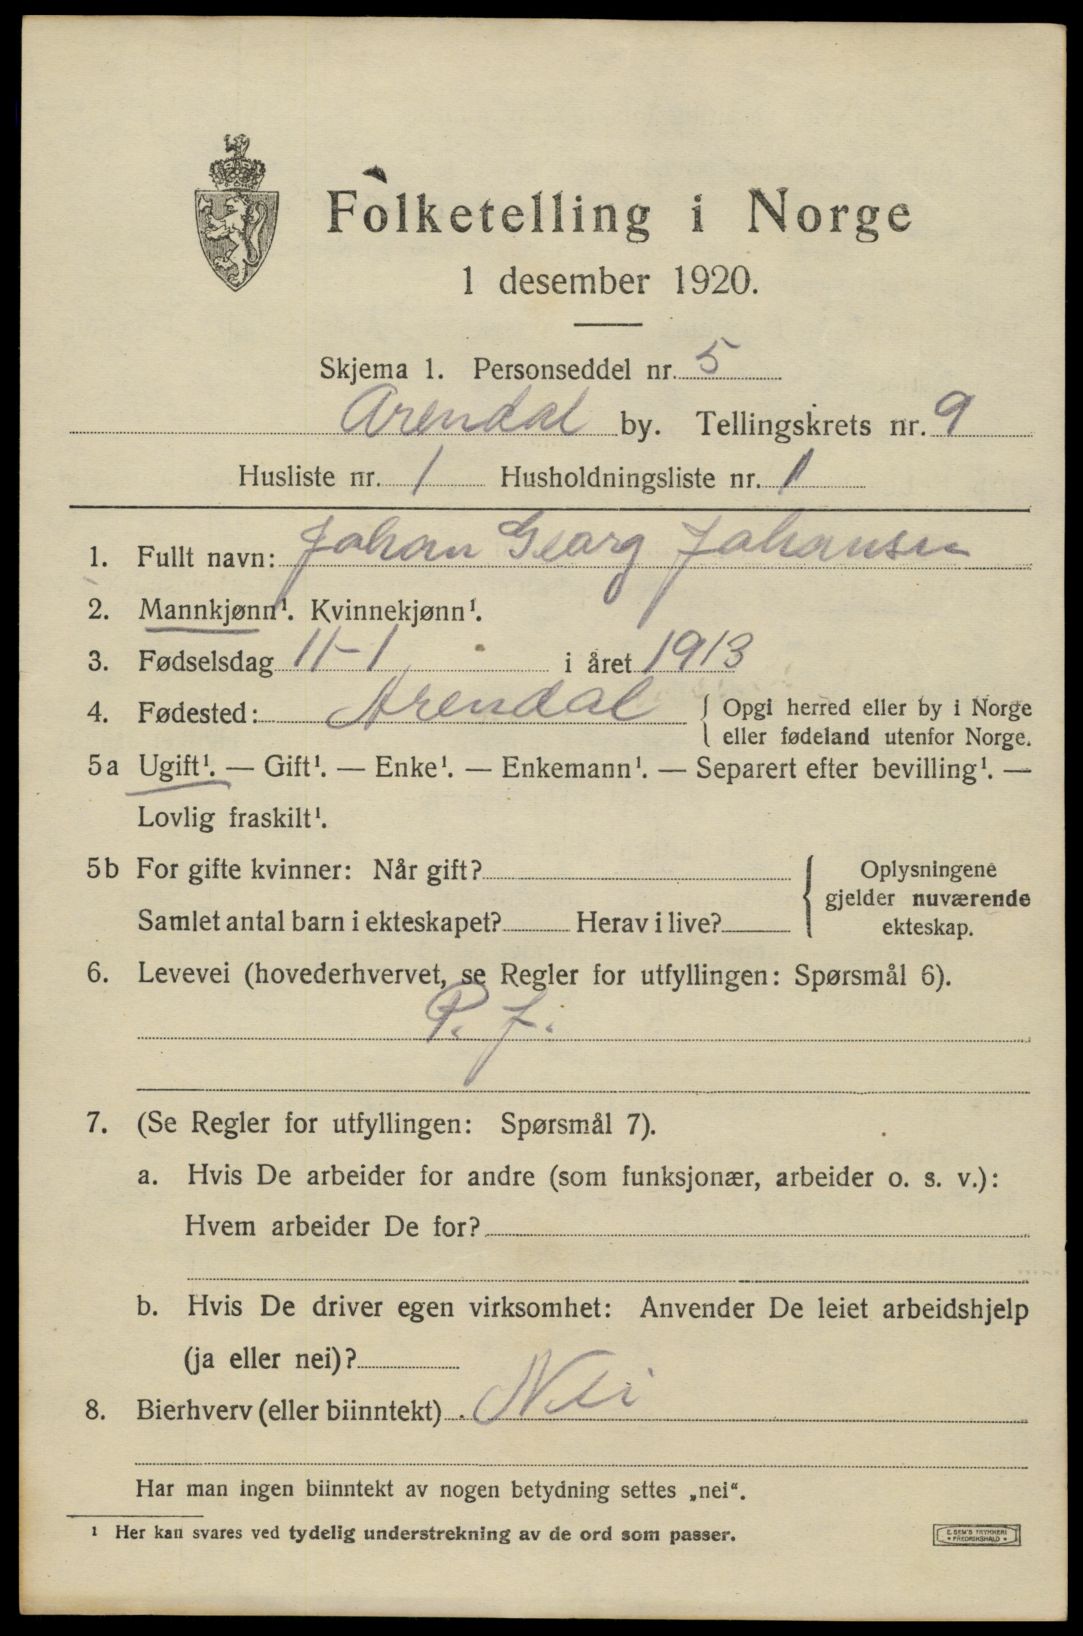 Folketelling i Norge
1 desember 1920.
Skjema 1. Personseddel nr. 5
Arendal by. Tellingskrets nr. 9
Husliste nr. 1 Husholdningsliste nr. 1
1. Fullt navn: Johan Georg Johansen
2. Mannkjønn¹. Kvinnekjønn¹.
3. Fødselsdag 11-1 i året 1913
4. Fødested: Arendal { Opgi herred eller by i Norge
eller fødeland utenfor Norge.
5a Ugift¹. — Gift¹. — Enke¹. — Enkemann¹. — Separert efter bevilling¹. —
Lovlig fraskilt¹.
5b For gifte kvinner: Når gift?
Samlet antal barn i ekteskapet? Herav i live?
{ Oplysningene
gjelder nuværende
ekteskap.
6. Levevei (hovederhvervet, se Regler for utfyllingen: Spørsmål 6).
P. f.
7. (Se Regler for utfyllingen: Spørsmål 7).
a. Hvis De arbeider for andre (som funksjonær, arbeider o. s. v.):
Hvem arbeider De for?
b. Hvis De driver egen virksomhet: Anvender De leiet arbeidshjelp
(ja eller nei)?
8. Bierhverv (eller biinntekt) . Nei
Har man ingen biinntekt av nogen betydning settes „nei“.
¹ Her kan svares ved tydelig understrekning av de ord som passer.
E. SEM'S TRYKKERI
• FREDRIKSHALD •